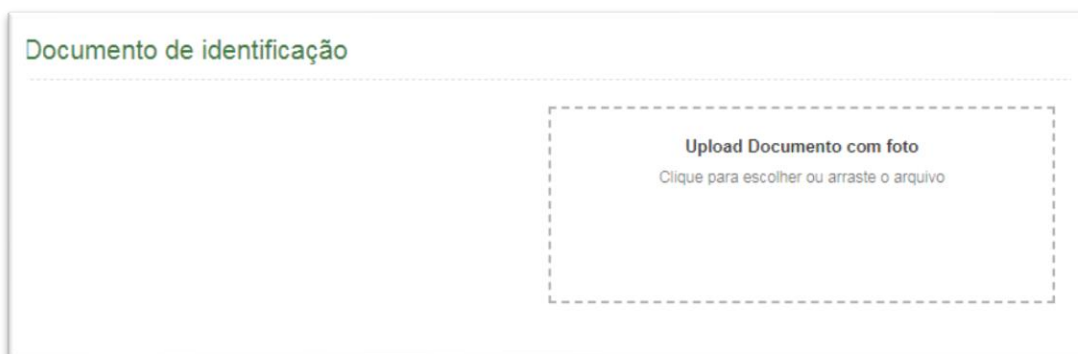 Documento de identificação
Upload Documento com foto
Clique para escolher ou arraste o arquivo